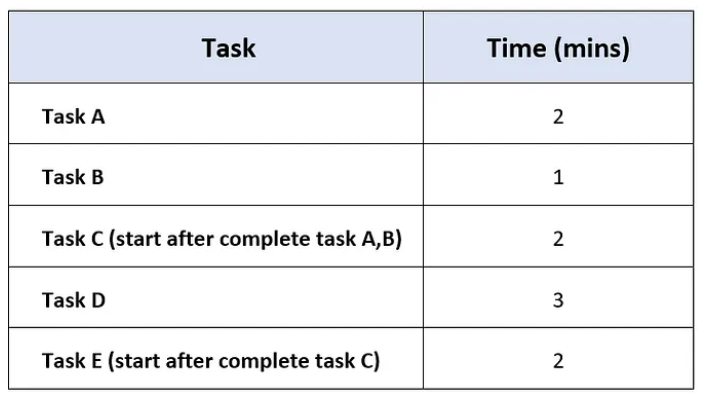 Task Time (mins)
Task A 2
Task B 1
Task C (start after complete task A,B) 2
Task D 3
Task E (start after complete task C) 2